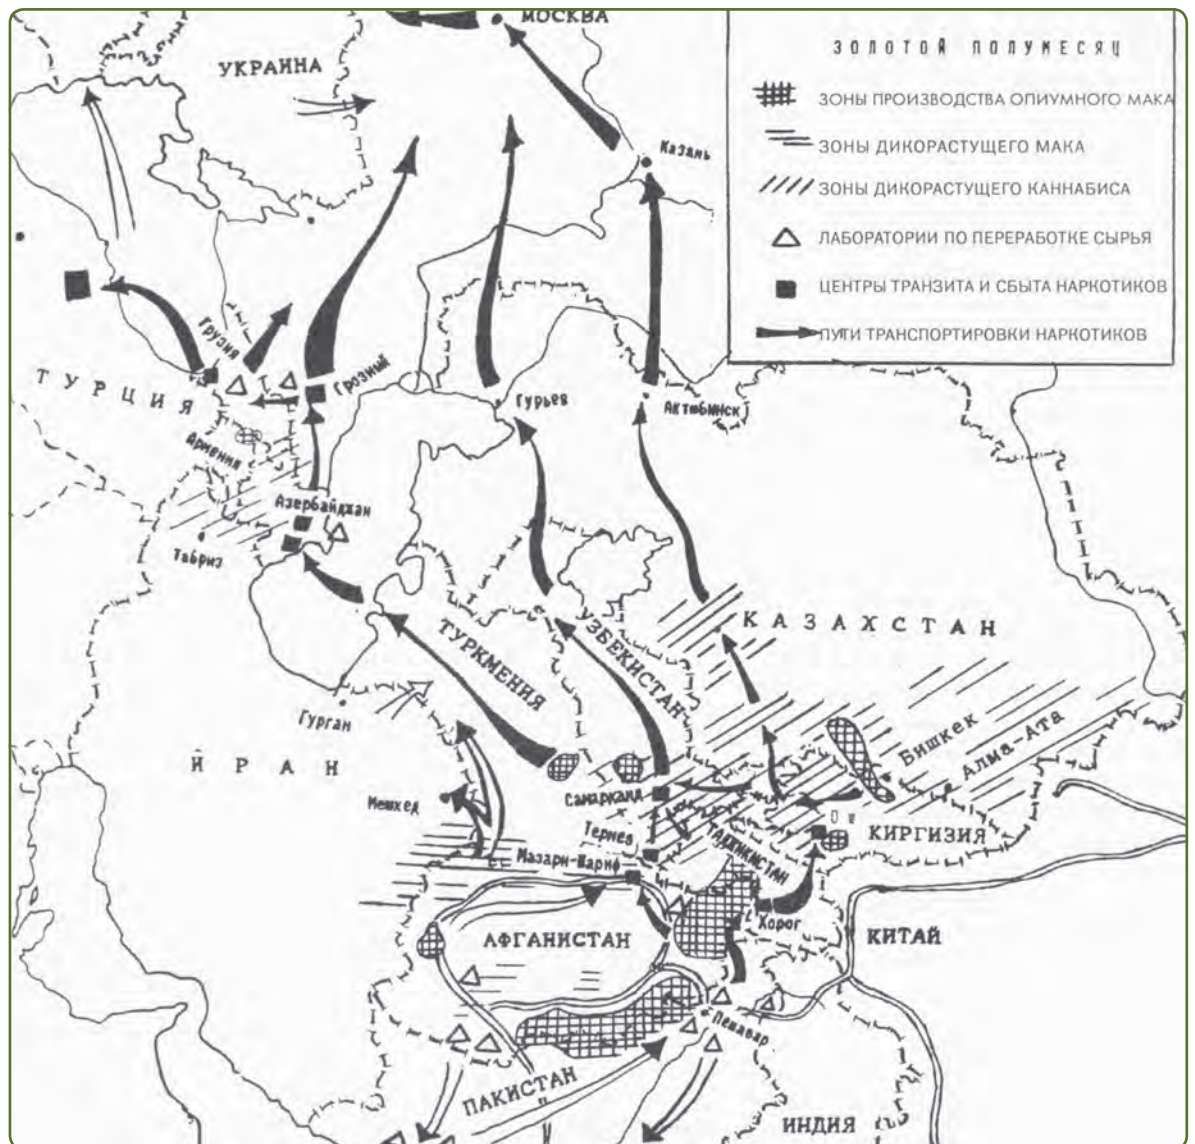 МОСКВА
УКРАИНА
ЗОЛОТОЙ ПОЛУМЕСЯЦ
ЗОНЫ ПРОИЗВОДСТВА ОПИУМНОГО МАКА
ЗОНЫ ДИКОРАСТУЩЕГО МАКА
ЗОНЫ ДИКОРАСТУЩЕГО КАННАБИСА
ЛАБОРАТОРИИ ПО ПЕРЕРАБОТКЕ СЫРЬЯ
ЦЕНТРЫ ТРАНЗИТА И СБЫТА НАРКОТИКОВ
ПУТИ ТРАНСПОРТИРОВКИ НАРКОТИКОВ
Казань
Грузия
ТУРЦИЯ
Грозный
Гурьев
Актюбинск
Армения
Азербайджан
Табриз
КАЗАХСТАН
УЗБЕКИСТАН
ТУРКМЕНИЯ
Гурган
ИРАН
Бишкек
Алма-Ата
Мешхед
Самарканд
Ош
КИРГИЗИЯ
Термез
ТАДЖИКИСТАН
Мазари-Шариф
Хорог
АФГАНИСТАН
КИТАЙ
Пешавар
ПАКИСТАН
ИНДИЯ